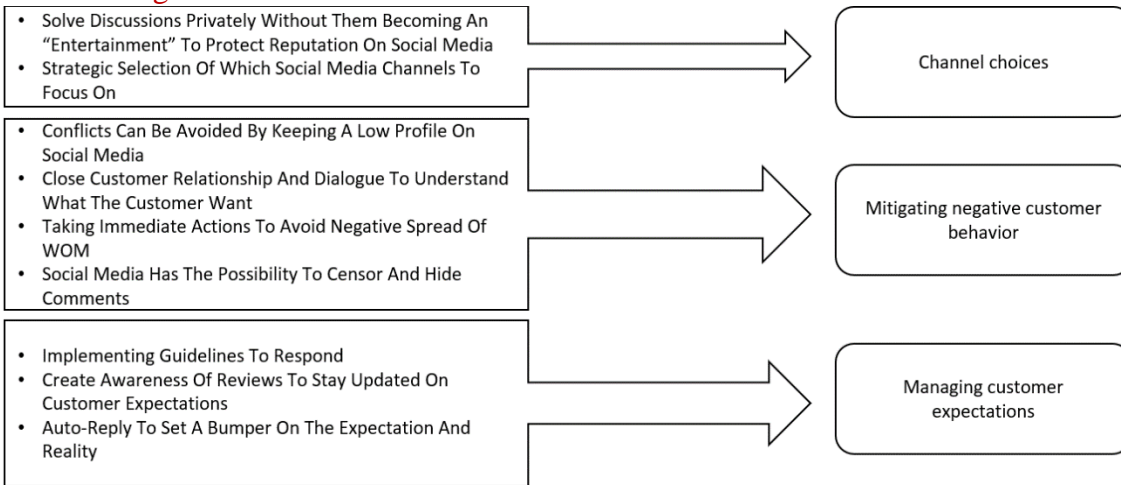 • Solve Discussions Privately Without Them Becoming An
“Entertainment” To Protect Reputation On Social Media
• Strategic Selection Of Which Social Media Channels To
Focus On
Channel choices
• Conflicts Can Be Avoided By Keeping A Low Profile On
Social Media
• Close Customer Relationship And Dialogue To Understand
What The Customer Want
• Taking Immediate Actions To Avoid Negative Spread Of
WOM
• Social Media Has The Possibility To Censor And Hide
Comments
Mitigating negative customer
behavior
• Implementing Guidelines To Respond
• Create Awareness Of Reviews To Stay Updated On
Customer Expectations
• Auto-Reply To Set A Bumper On The Expectation And
Reality
Managing customer
expectations